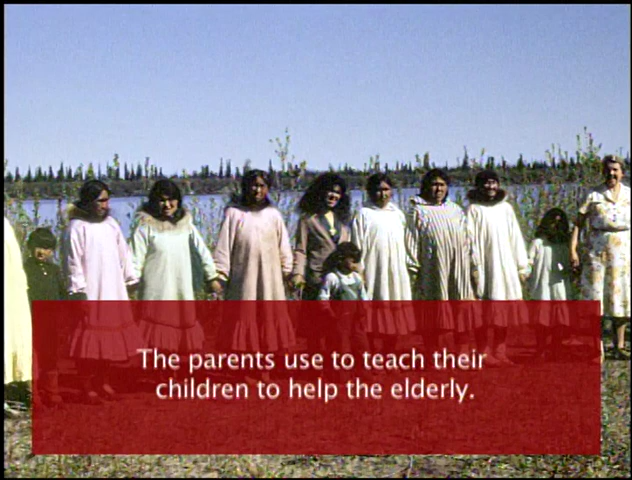 The parents use to teach their
children to help the elderly.